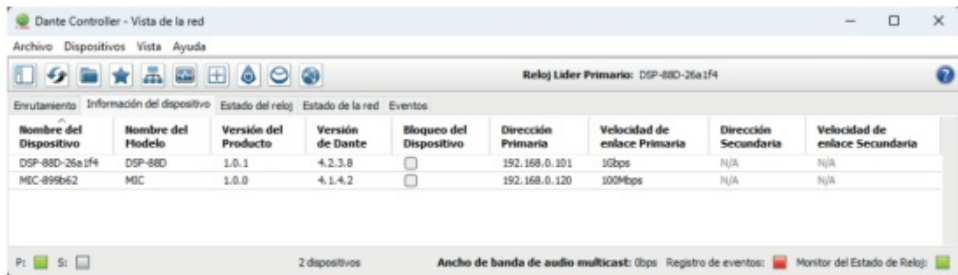 Dante Controller - Vista de la red
Archivo Dispositivos Vista Ayuda
Reloj Lider Primario: DSP-88D-26a1f4
Enrutamiento Información del dispositivo Estado del reloj Estado de la red Eventos
Nombre del Dispositivo Nombre del Modelo Versión del Producto Versión de Dante Bloqueo del Dispositivo Dirección Primaria Velocidad de enlace Primaria Dirección Secundaria Velocidad de enlace Secundaria
DSP-88D-26a1f4 DSP-88D 1.0.1 4.2.3.8 192.168.0.101 1Gbps N/A N/A
MIC-899b62 MIC 1.0.0 4.1.4.2 192.168.0.120 100Mbps N/A N/A
P: S: 2 dispositivos Ancho de banda de audio multicast: 0bps Registro de eventos: Monitor del Estado de Reloj: